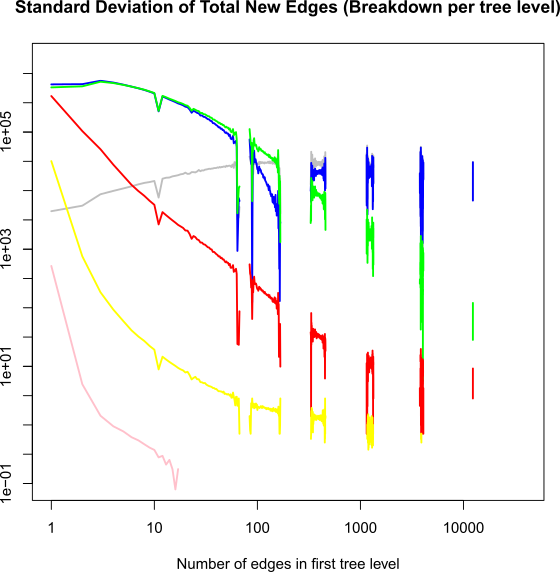 Standard Deviation of Total New Edges (Breakdown per tree level)
1e+05
1e+03
1e+01
1e−01
1 10 100 1000 10000
Number of edges in first tree level